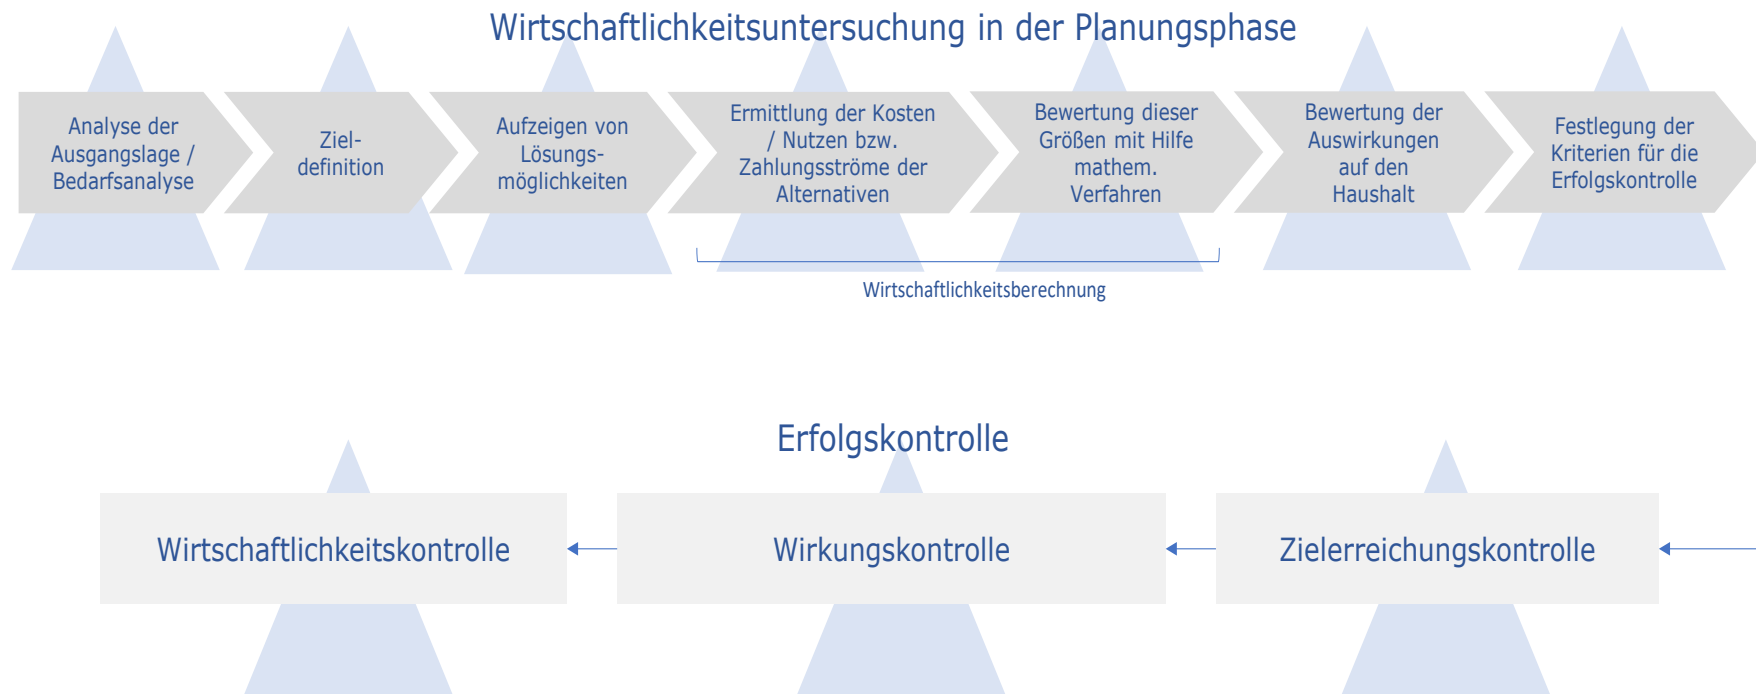 Wirtschaftlichkeitsuntersuchung in der Planungsphase
Analyse der
Ausgangslage /
Bedarfsanalyse
Ziel-
definition
Aufzeigen von
Lösungs-
möglichkeiten
Ermittlung der Kosten
/ Nutzen bzw.
Zahlungsströme der
Alternativen
Bewertung dieser
Größen mit Hilfe
mathem.
Verfahren
Bewertung der
Auswirkungen
auf den
Haushalt
Festlegung der
Kriterien für die
Erfolgskontrolle
Wirtschaftlichkeitsberechnung
Erfolgskontrolle
Wirtschaftlichkeitskontrolle
Wirkungskontrolle
Zielerreichungskontrolle